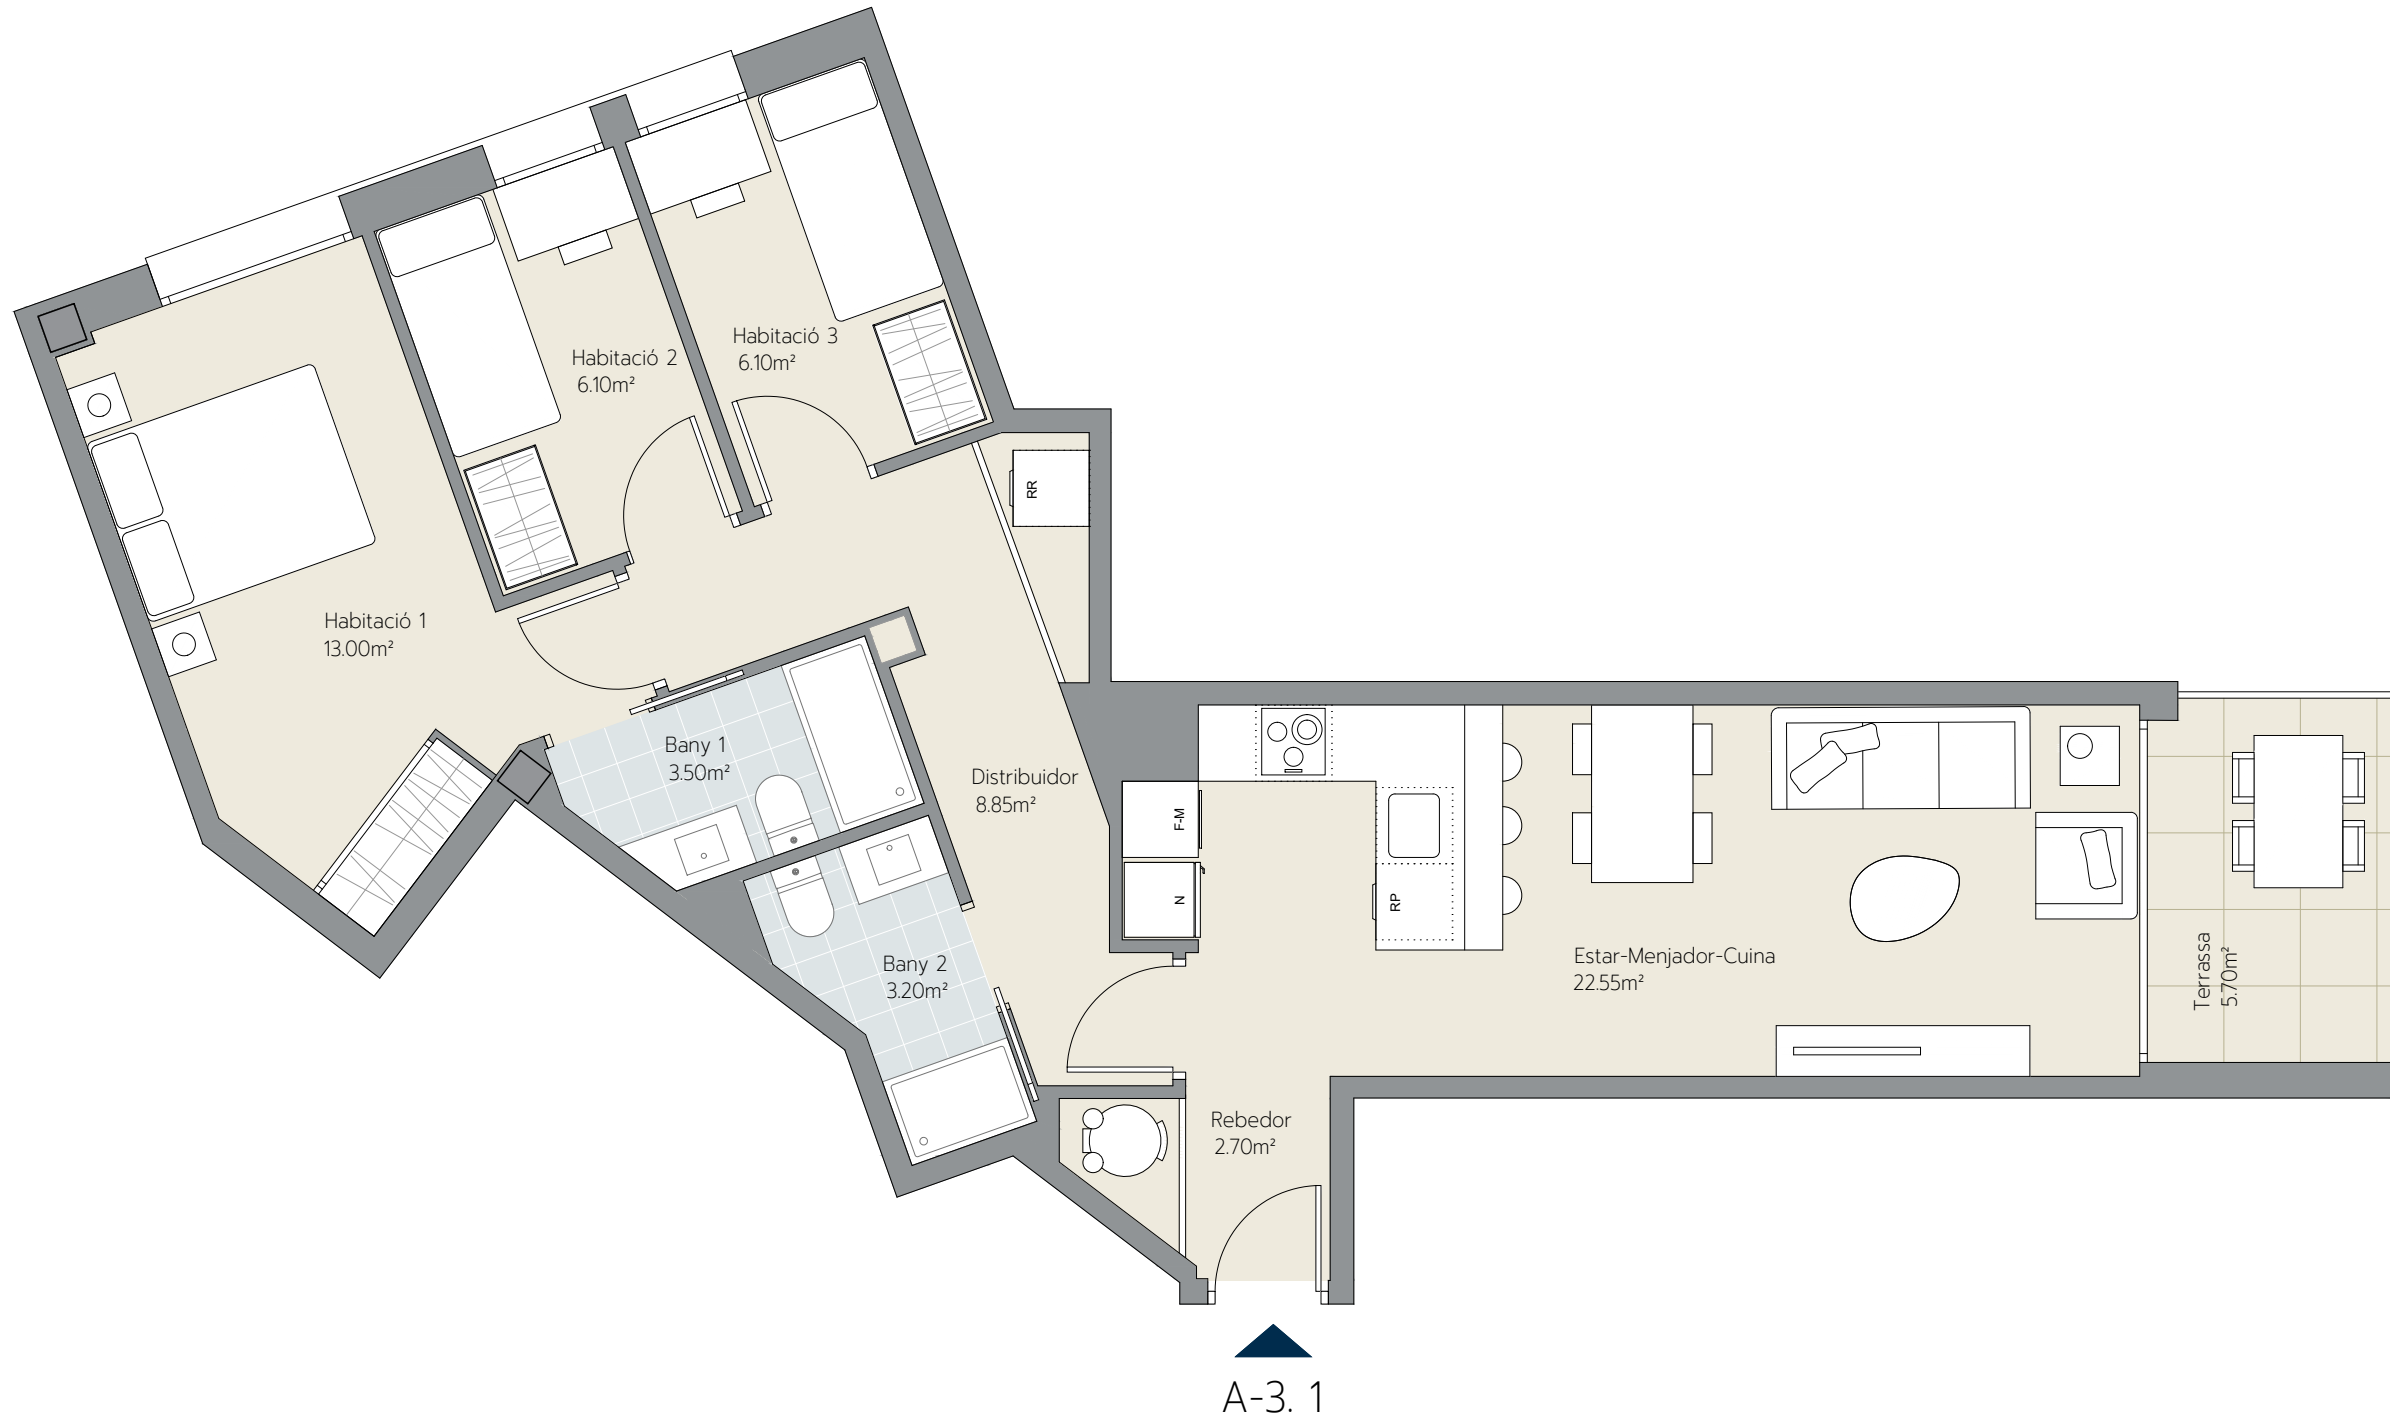 Habitació 3
6.10m²
Habitació 2
6.10m²
RR
Habitació 1
13.00m²
Bany 1
3.50m²
Distribuidor
8.85m²
F-M
N
RP
Bany 2
3.20m²
Estar-Menjador-Cuina
22.55m²
Terrassa
5.70m²
Rebedor
2.70m²
A-3. 1